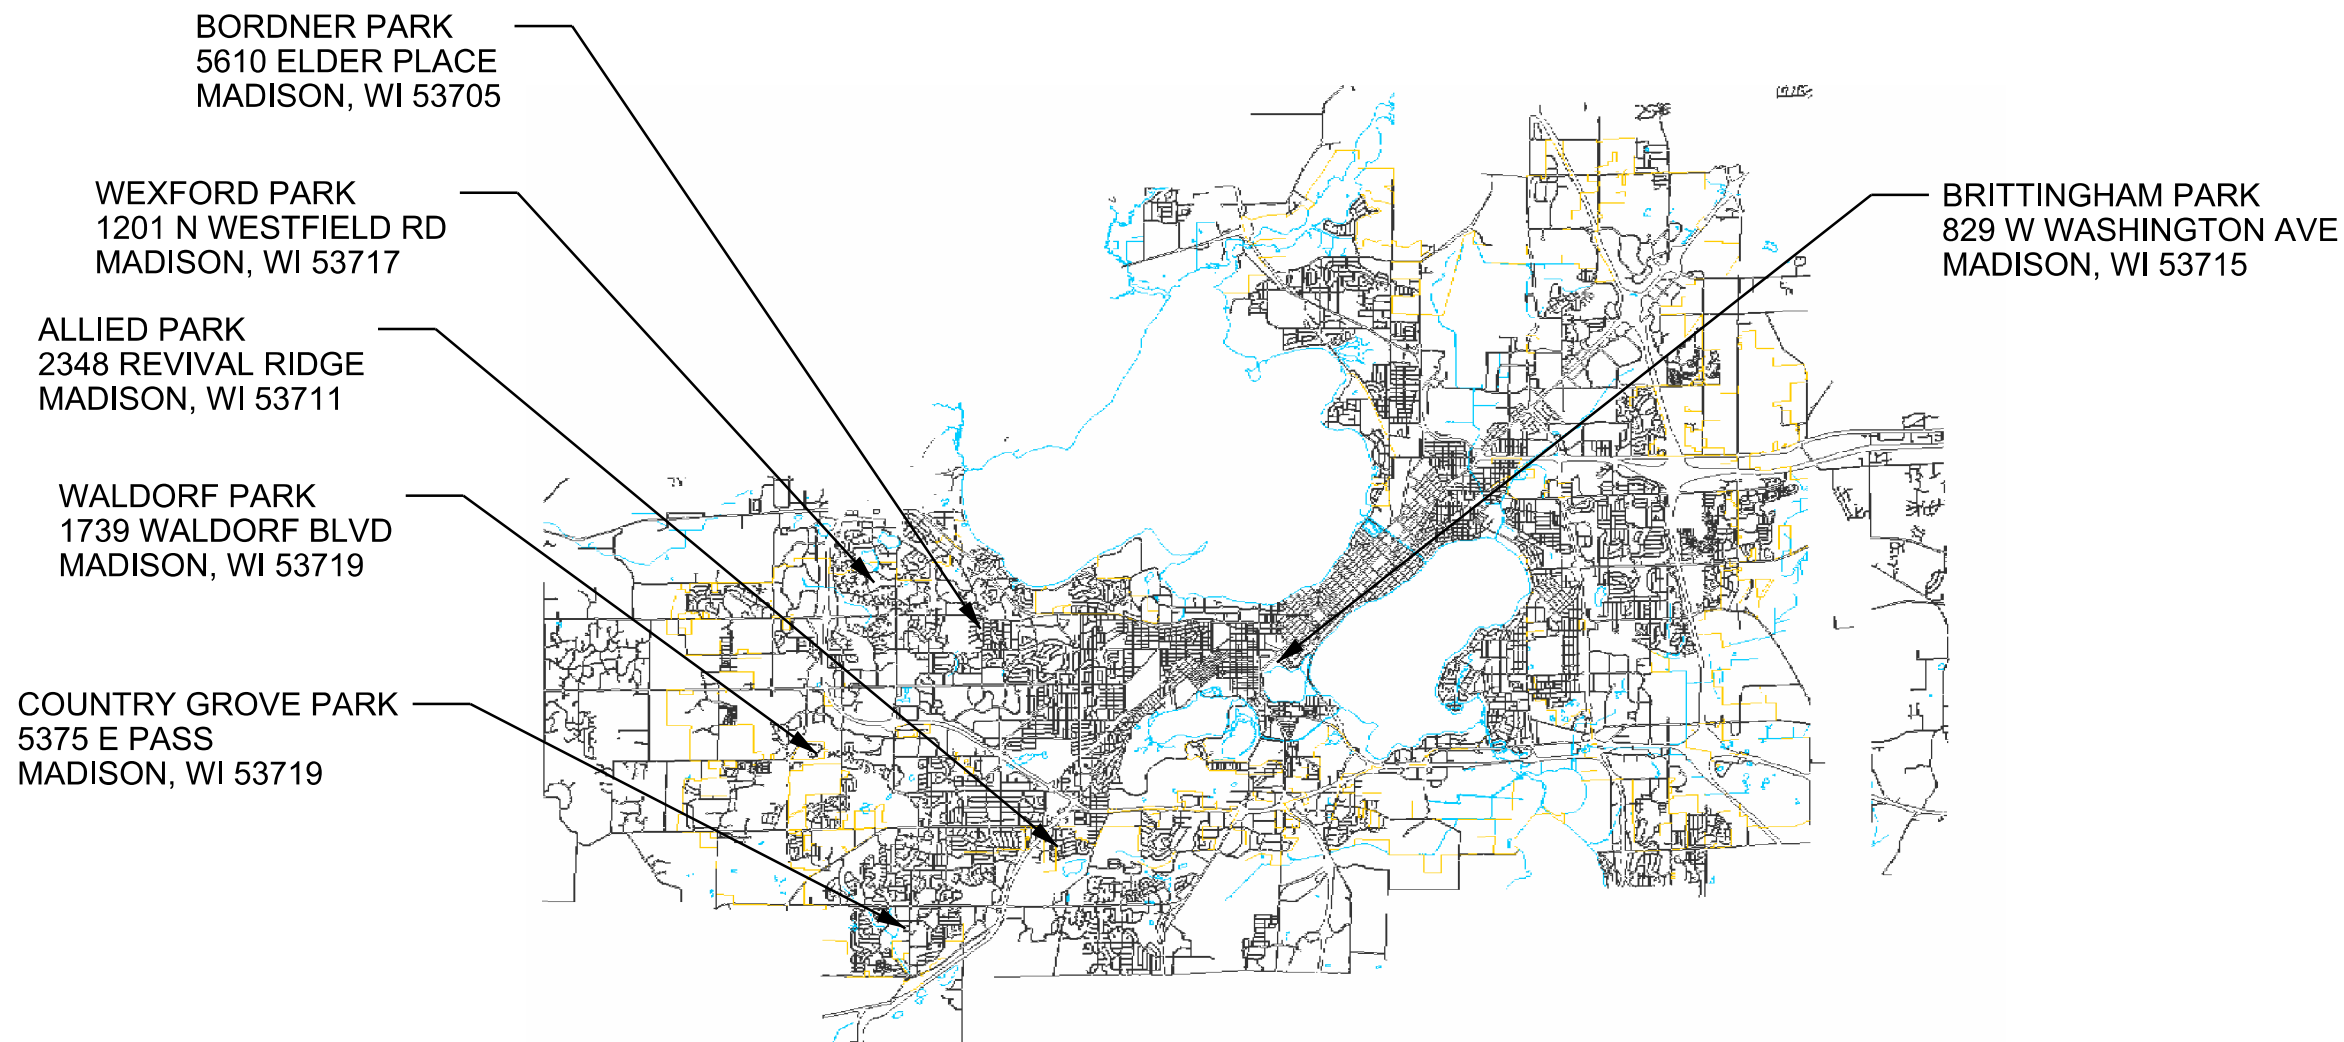 BORDNER PARK
5610 ELDER PLACE
MADISON, WI 53705
WEXFORD PARK
1201 N WESTFIELD RD
MADISON, WI 53717
BRITTINGHAM PARK
829 W WASHINGTON AVE
MADISON, WI 53715
ALLIED PARK
2348 REVIVAL RIDGE
MADISON, WI 53711
WALDORF PARK
1739 WALDORF BLVD
MADISON, WI 53719
COUNTRY GROVE PARK
5375 E PASS
MADISON, WI 53719